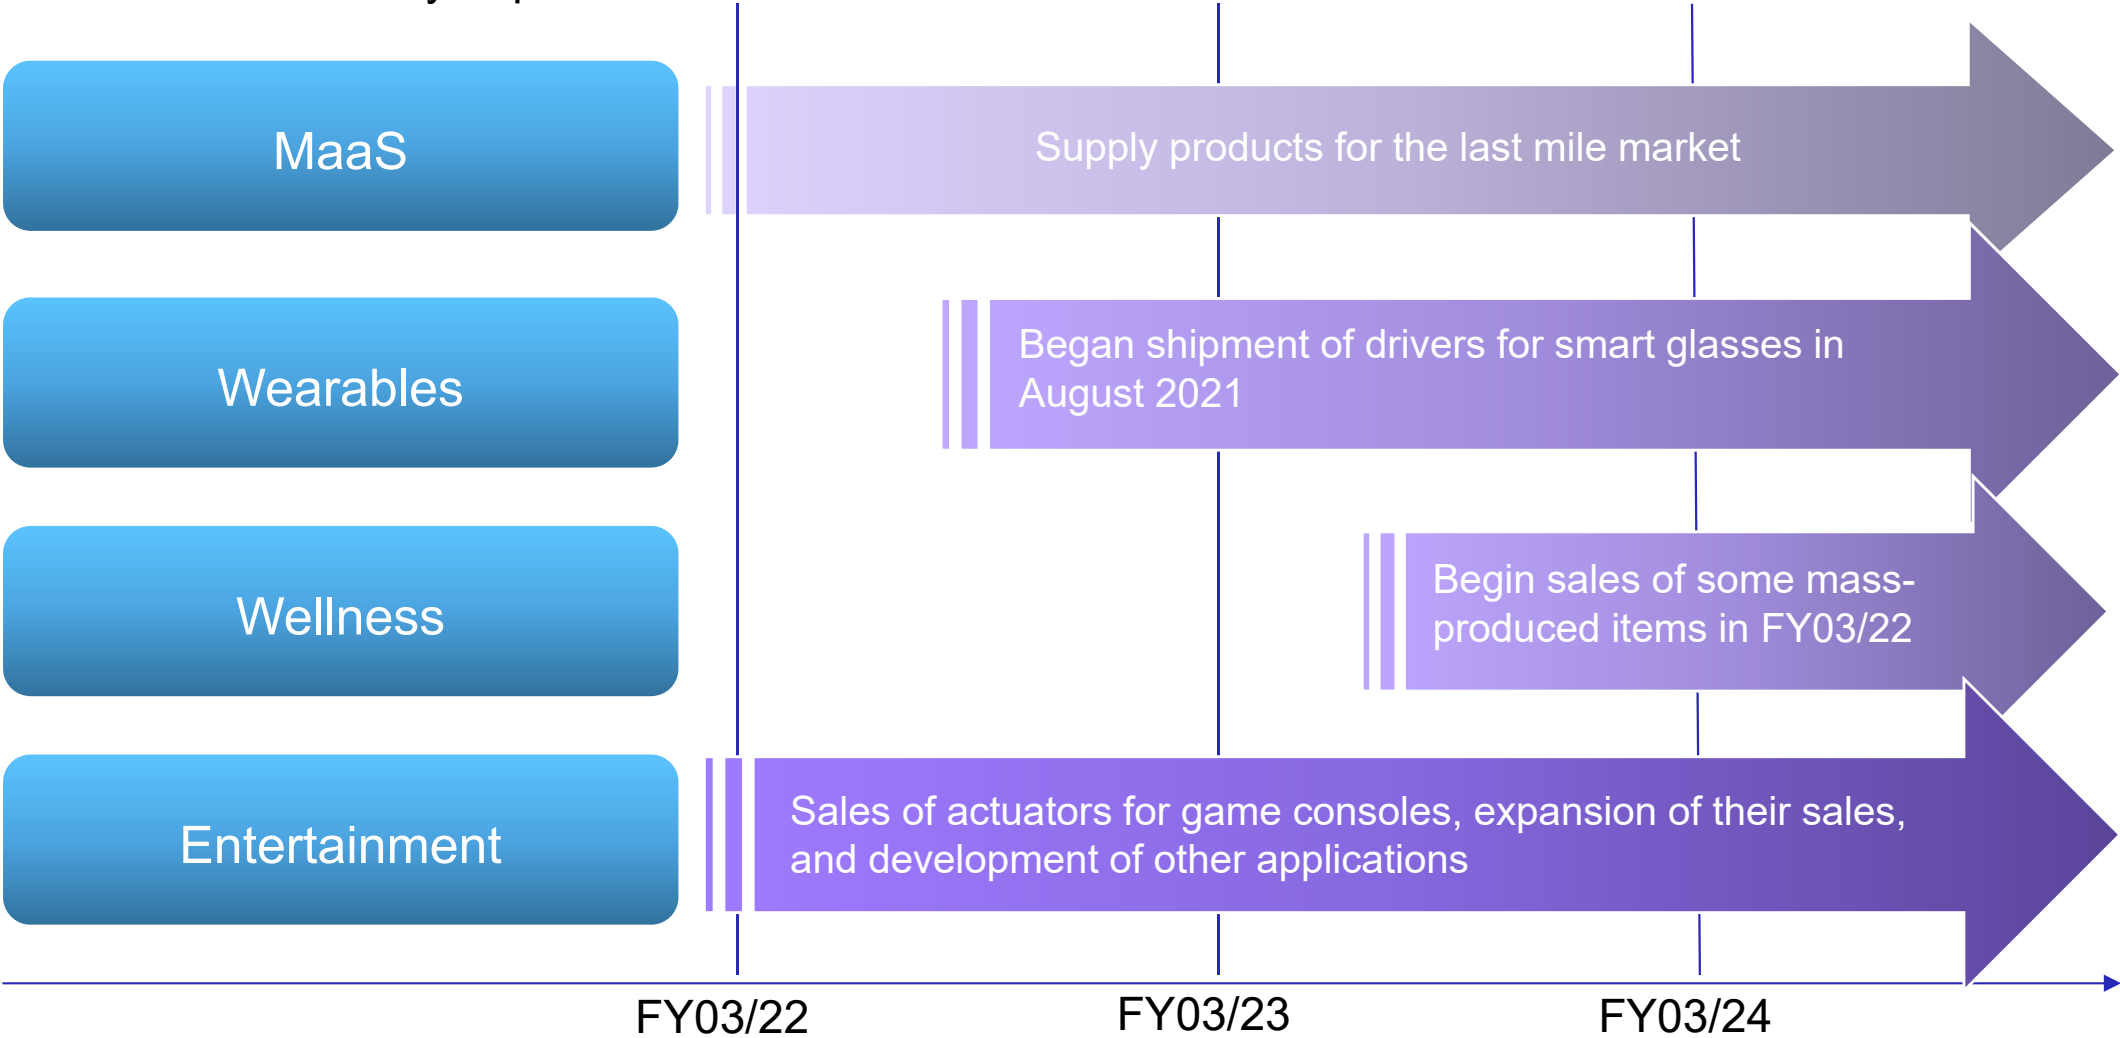 MaaS
Supply products for the last mile market
Wearables
Began shipment of drivers for smart glasses in
August 2021
Wellness
Begin sales of some mass-
produced items in FY03/22
Entertainment
Sales of actuators for game consoles, expansion of their sales,
and development of other applications
FY03/22
FY03/23
FY03/24